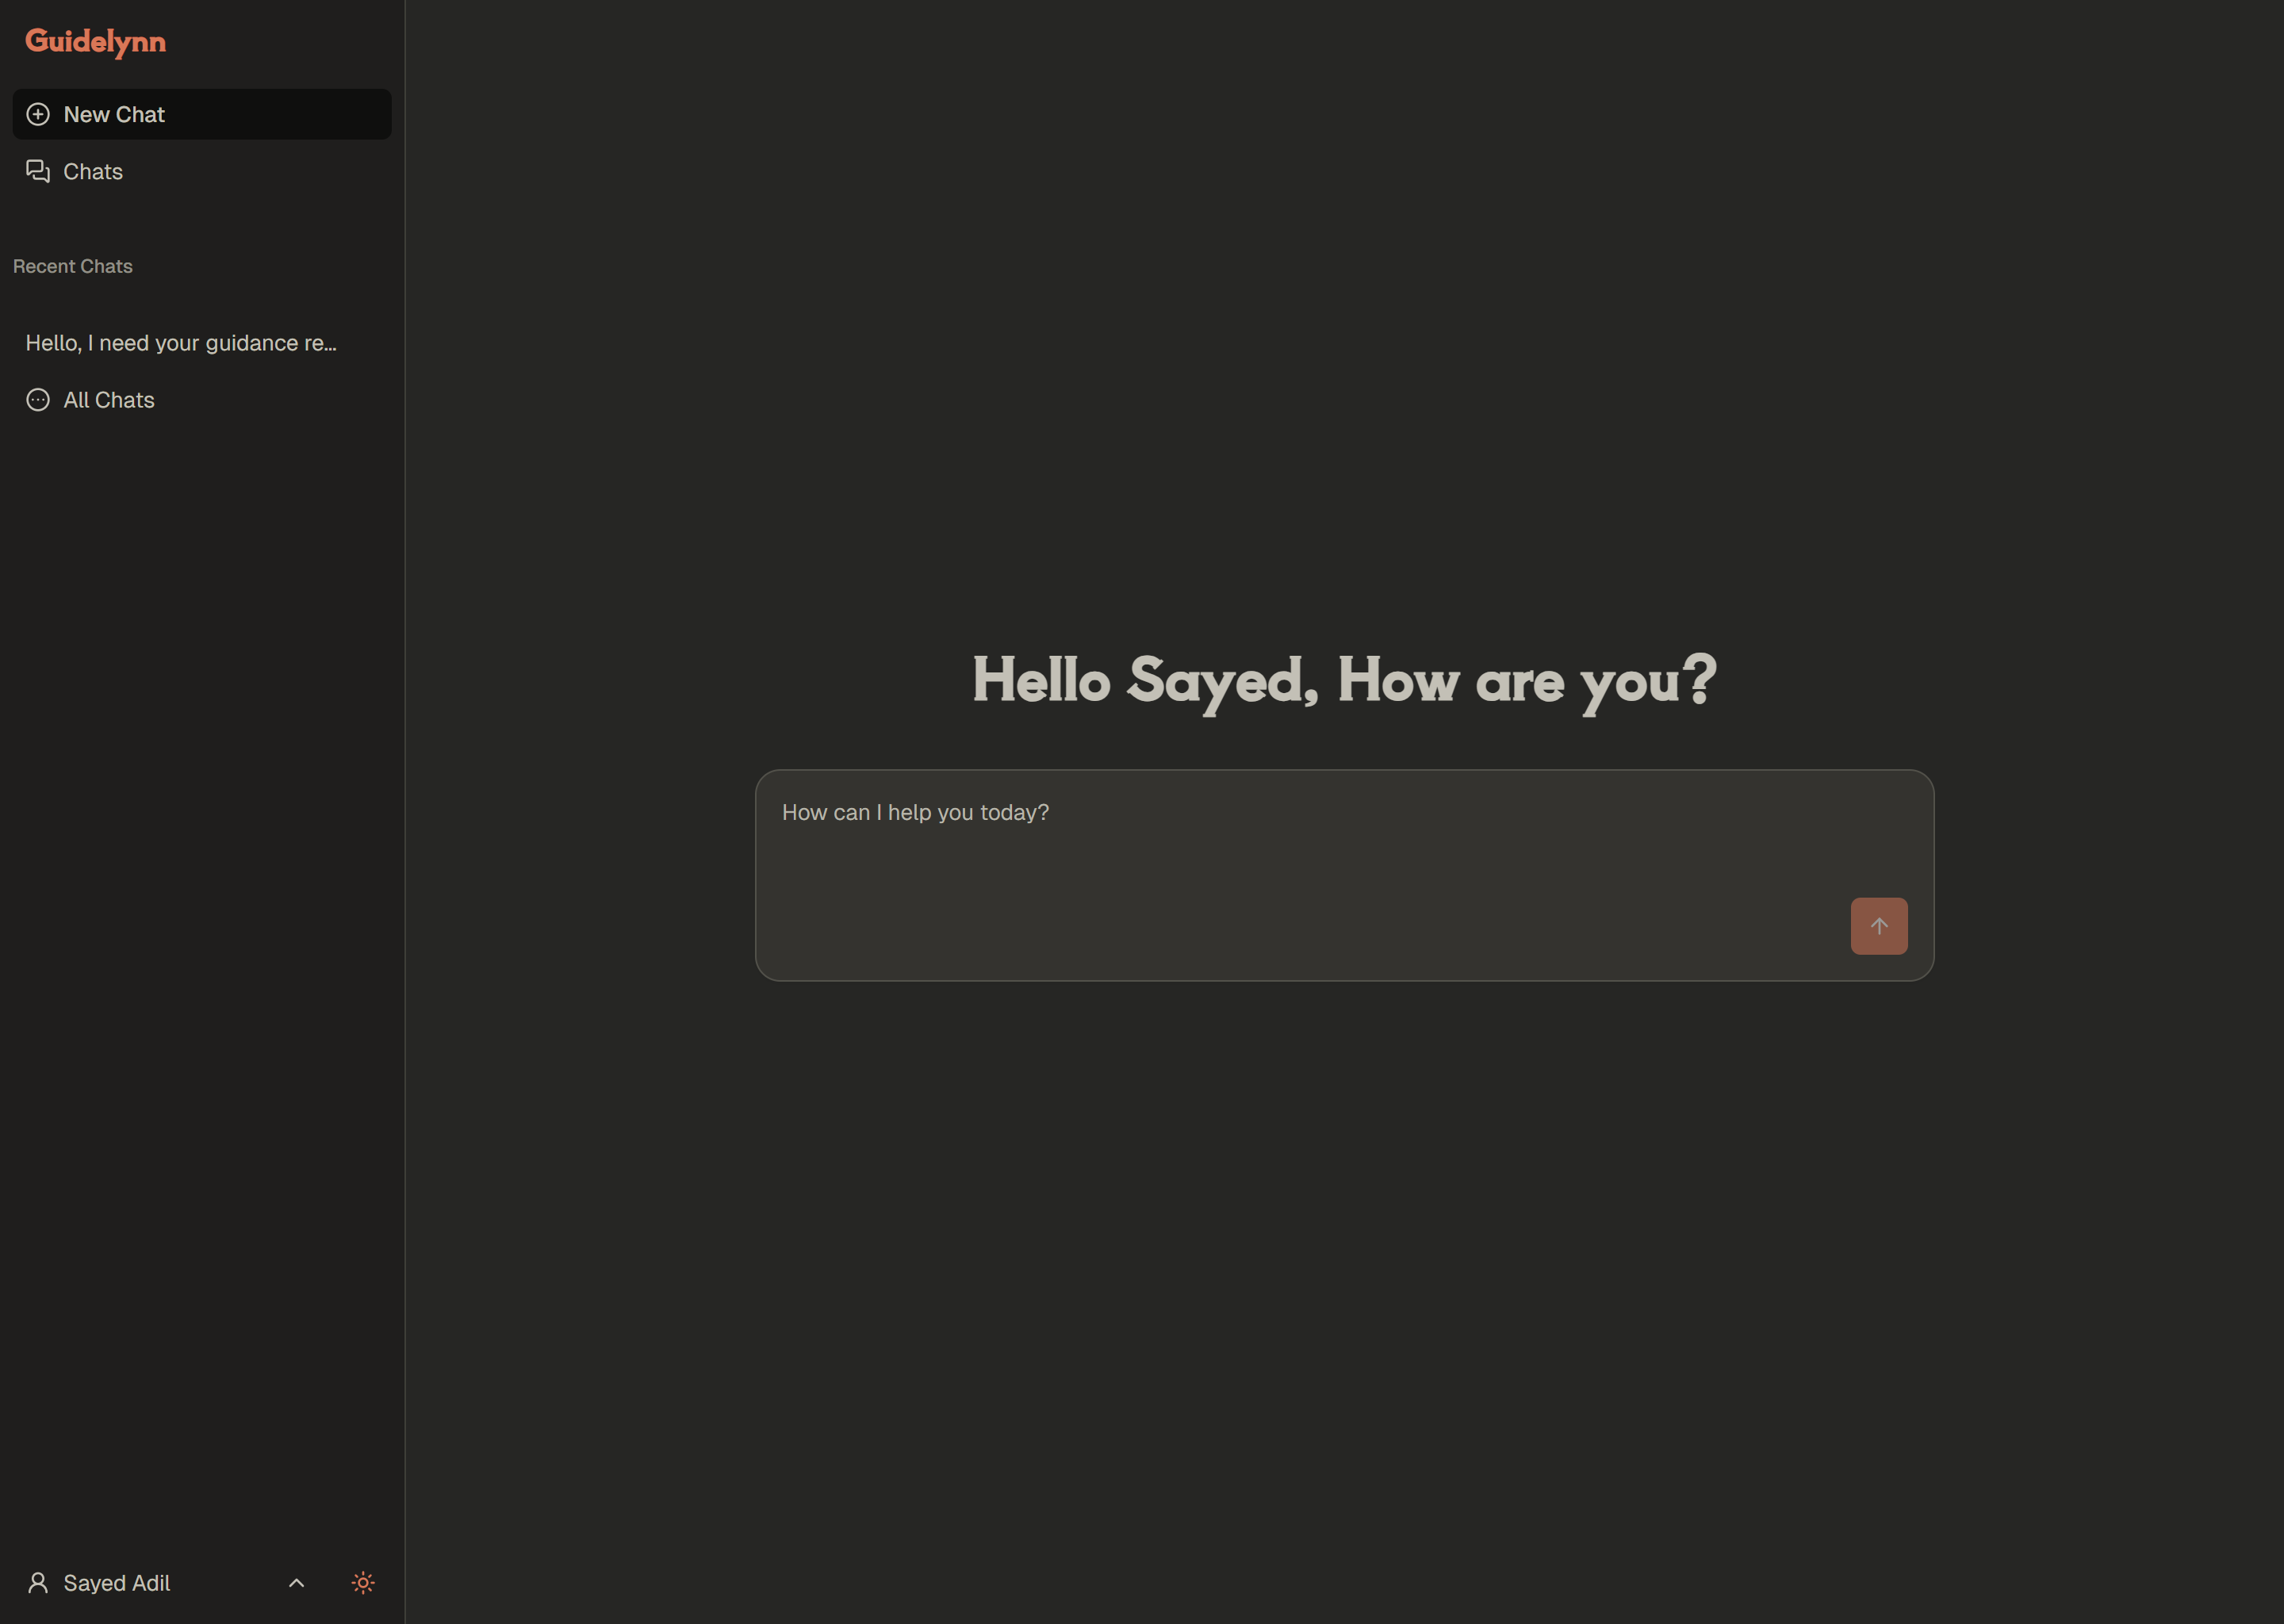 Guidelynn
New Chat
Chats
Recent Chats
Hello, I need your guidance re...
All Chats
Hello Sayed, How are you?
How can I help you today?
Sayed Adil